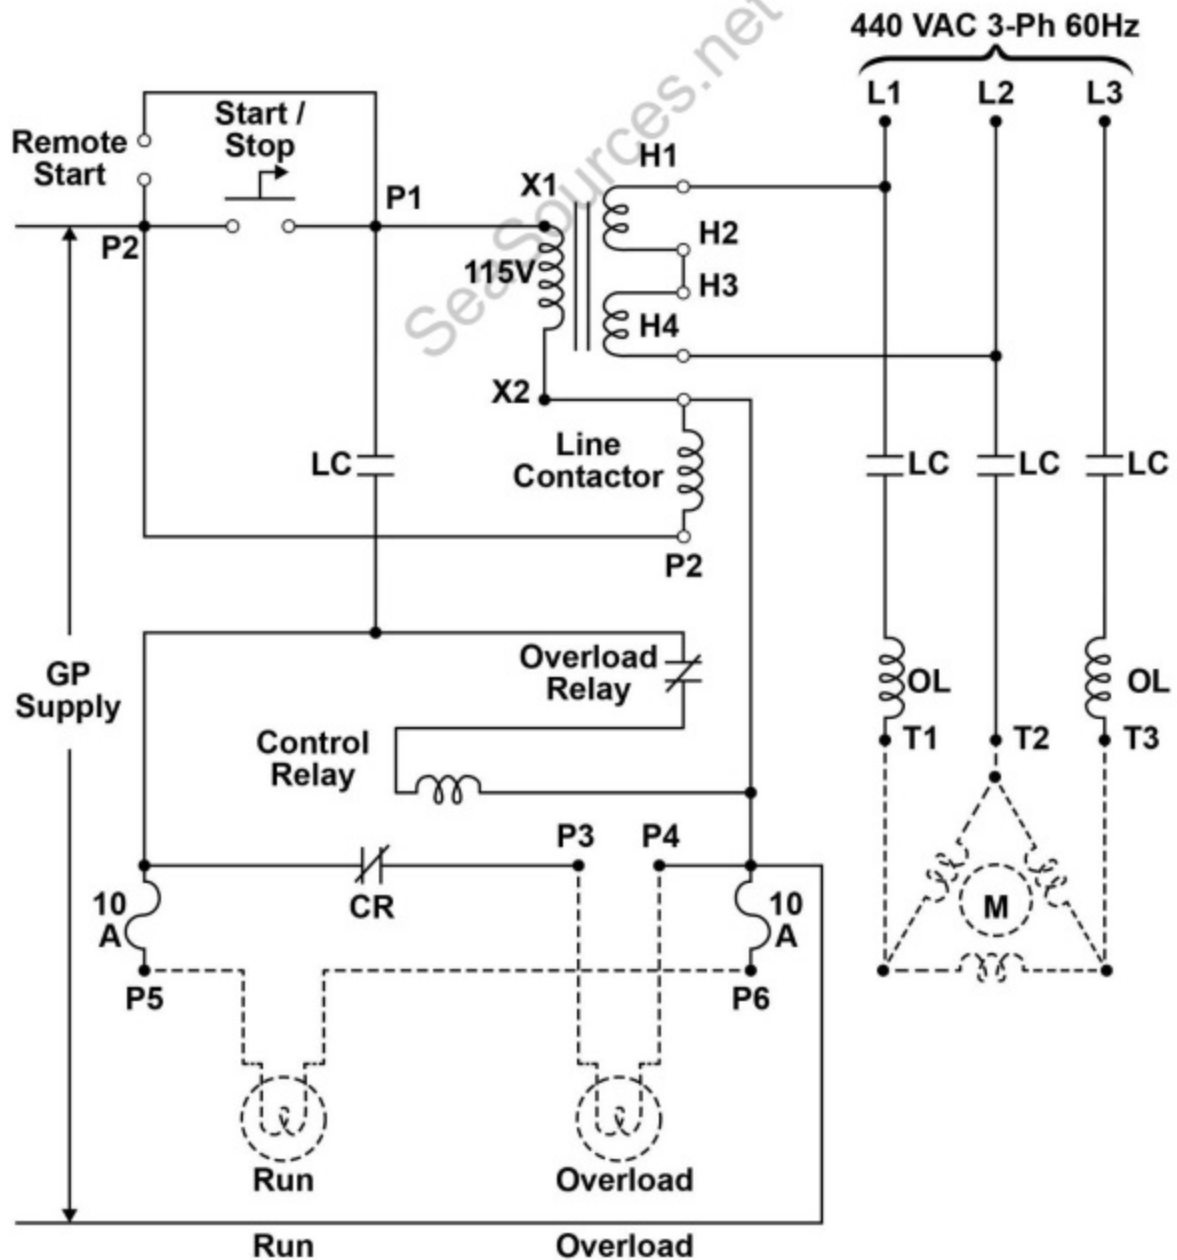 440 VAC 3-Ph 60Hz
L1
L2
L3
Remote
Start
Start /
Stop
P1
P2
X1
115V
X2
H1
H2
H3
H4
SeaSources.net
LC
Line
Contactor
P2
LC
LC
LC
GP
Supply
Overload
Relay
Control
Relay
OL
OL
T1
T2
T3
P3
P4
CR
10
A
10
A
M
P5
P6
Run
Overload
Run
Overload